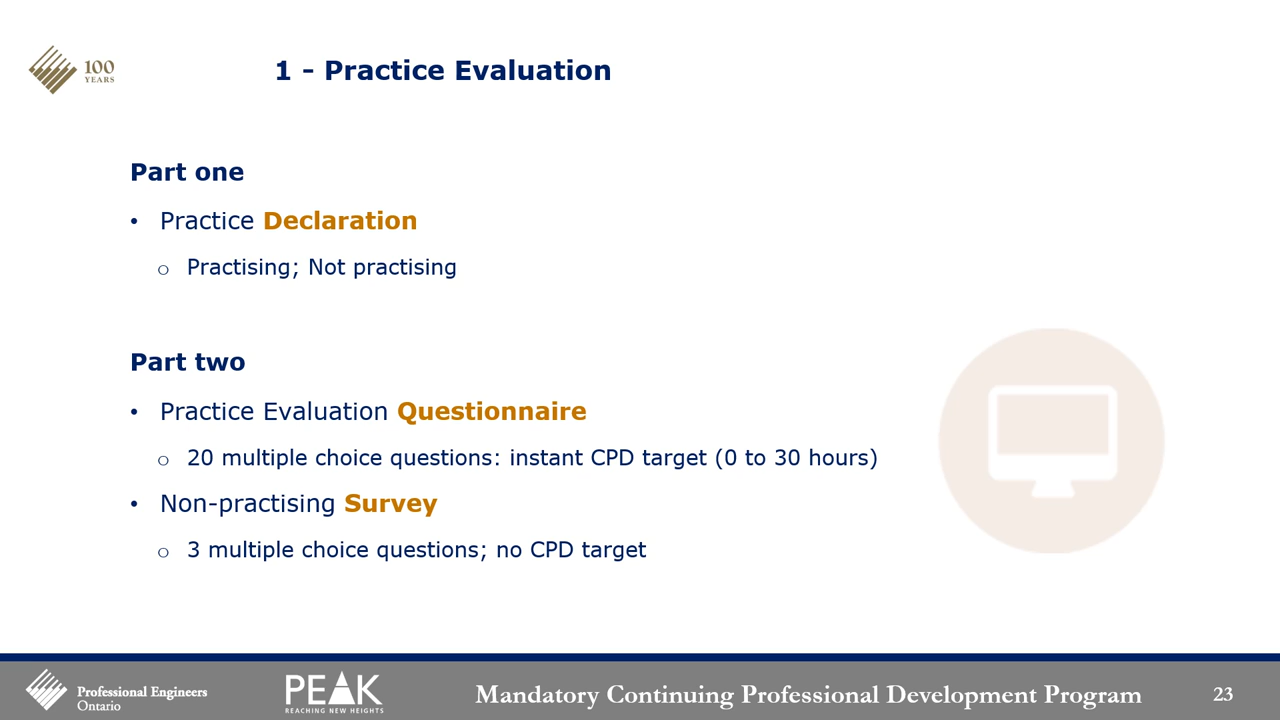 100
YEARS
1 - Practice Evaluation
Part one
• Practice Declaration
o Practising; Not practising
Part two
• Practice Evaluation Questionnaire
o 20 multiple choice questions: instant CPD target (0 to 30 hours)
• Non-practising Survey
o 3 multiple choice questions; no CPD target
Professional Engineers
Ontario
PEAK
REACHING NEW HEIGHTS
Mandatory Continuing Professional Development Program
23